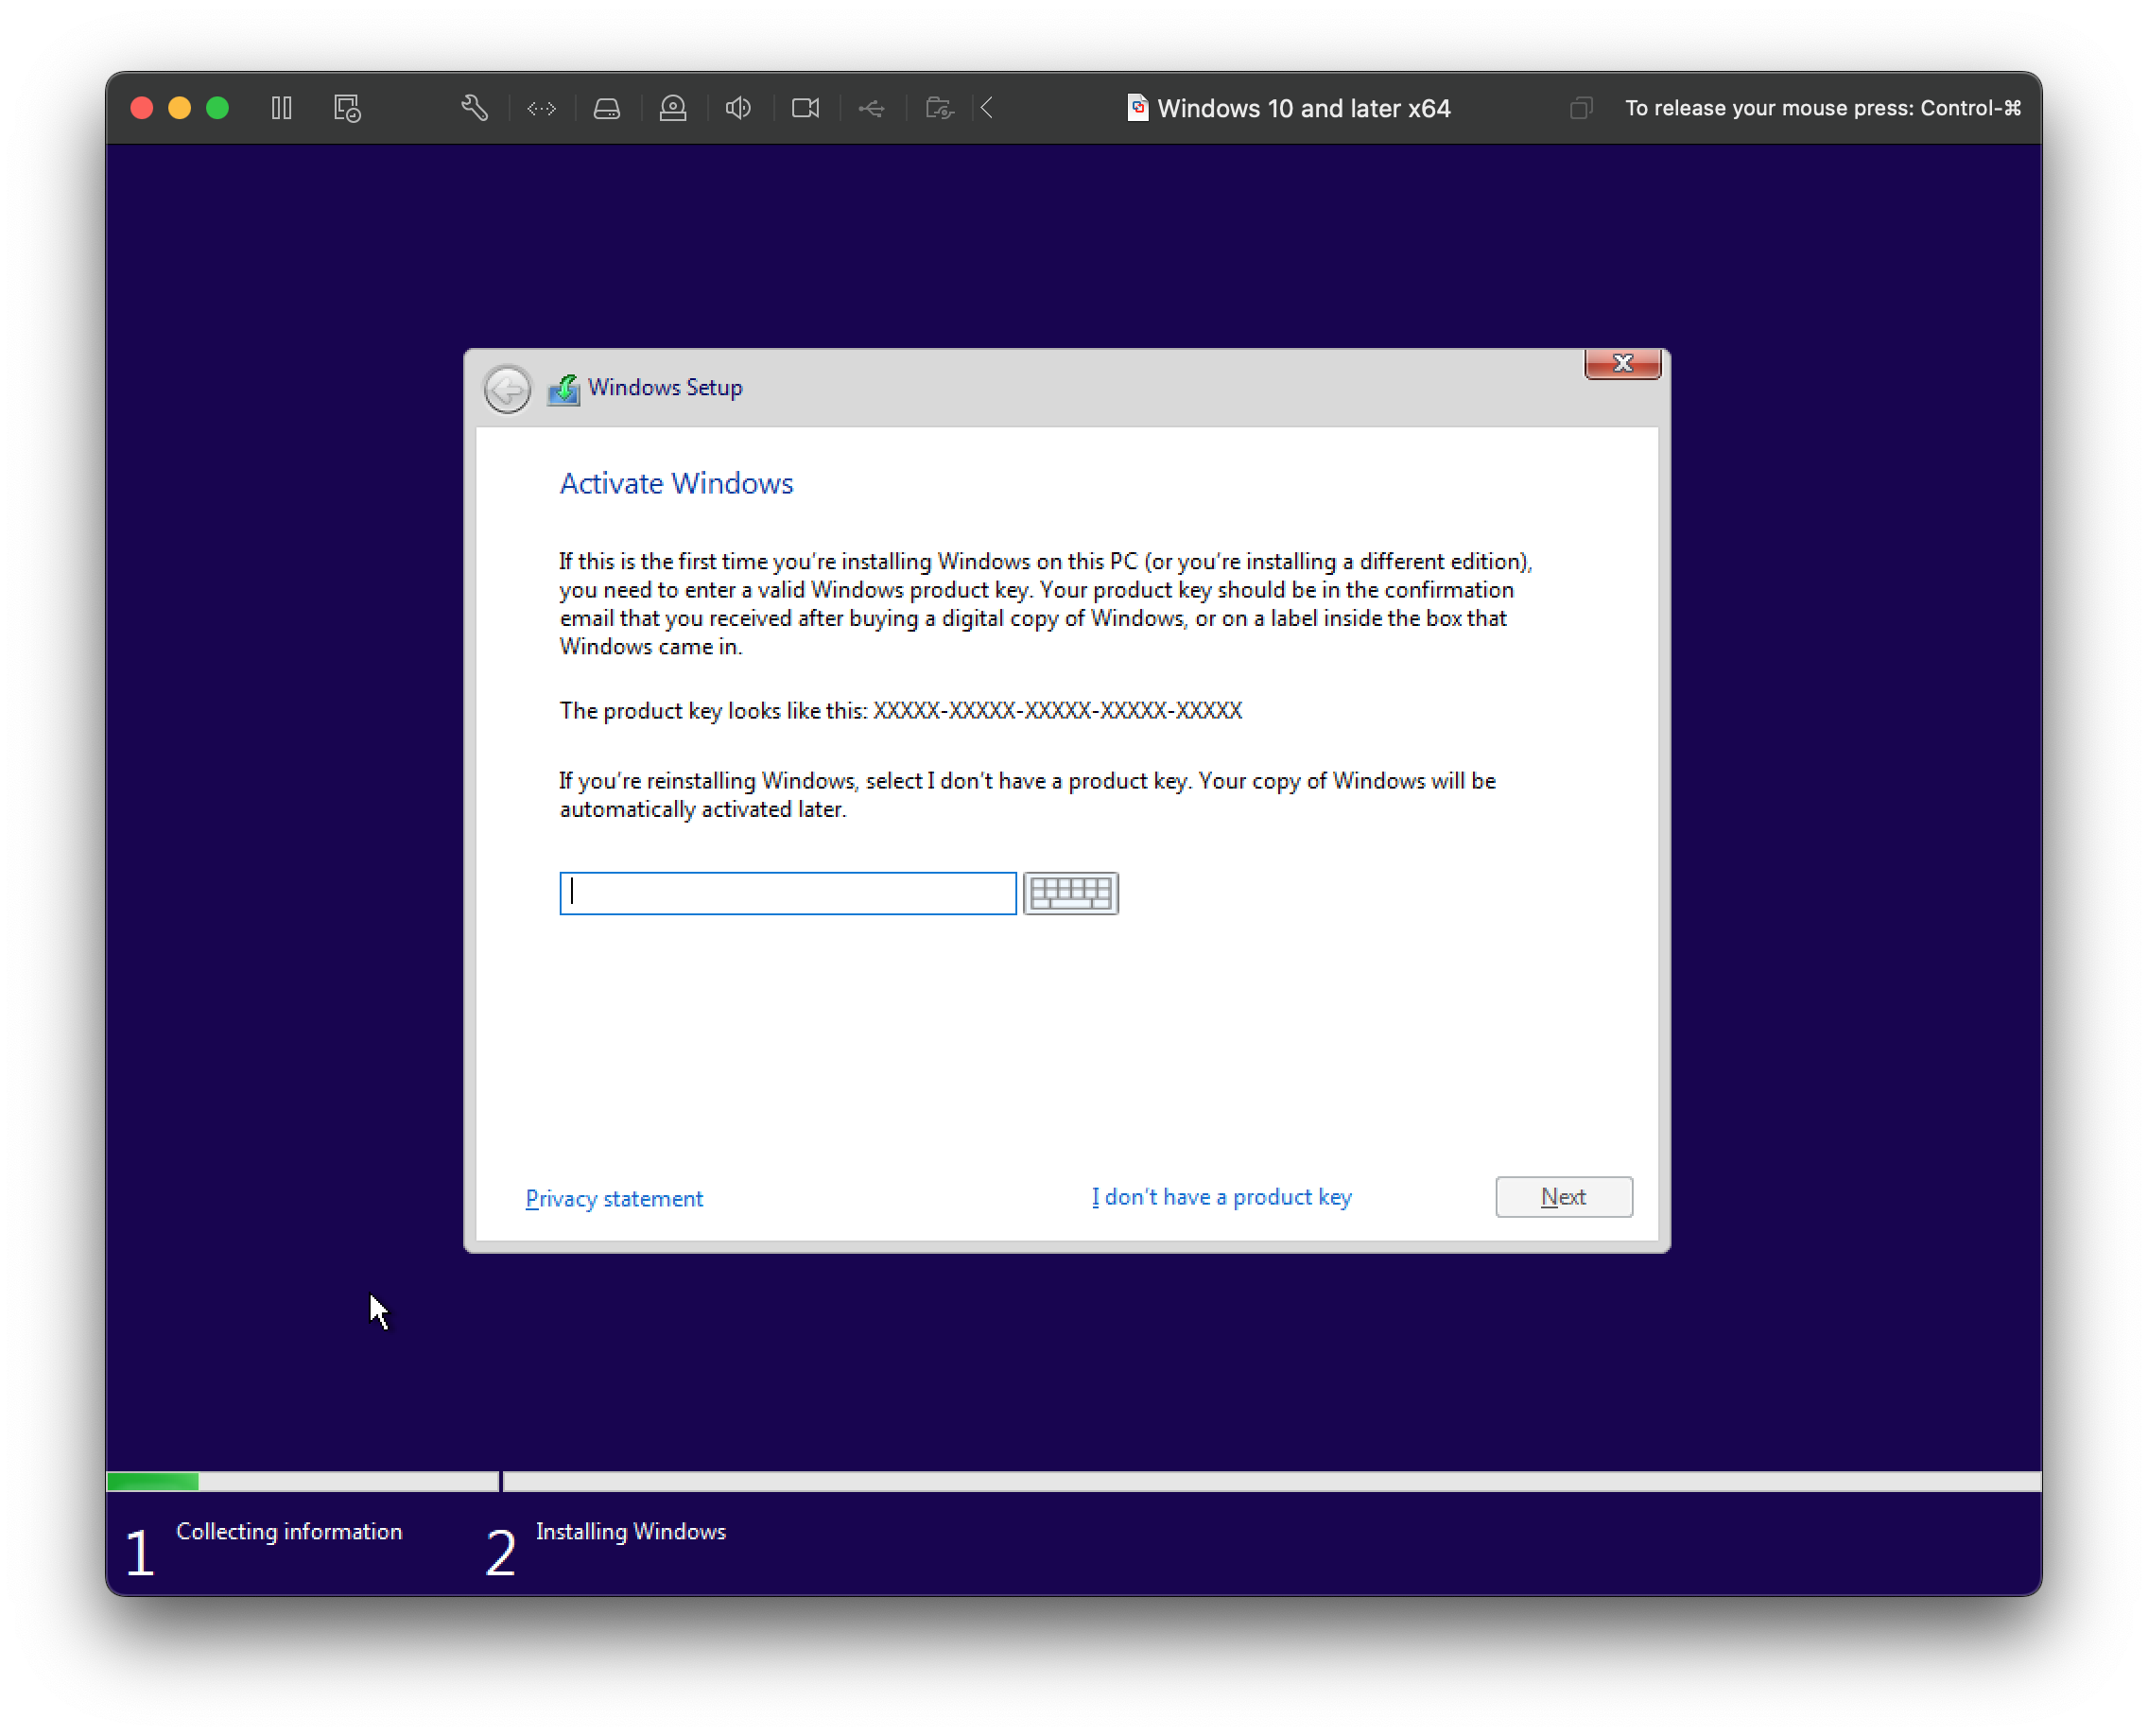 Windows 10 and later x64
To release your mouse press: Control-⌘
Windows Setup
Activate Windows
If this is the first time you're installing Windows on this PC (or you're installing a different edition),
you need to enter a valid Windows product key. Your product key should be in the confirmation
email that you received after buying a digital copy of Windows, or on a label inside the box that
Windows came in.
The product key looks like this: XXXXX-XXXXX-XXXXX-XXXXX-XXXXX
If you're reinstalling Windows, select I don't have a product key. Your copy of Windows will be
automatically activated later.
Privacy statement
I don't have a product key
Next
1 Collecting information
2 Installing Windows